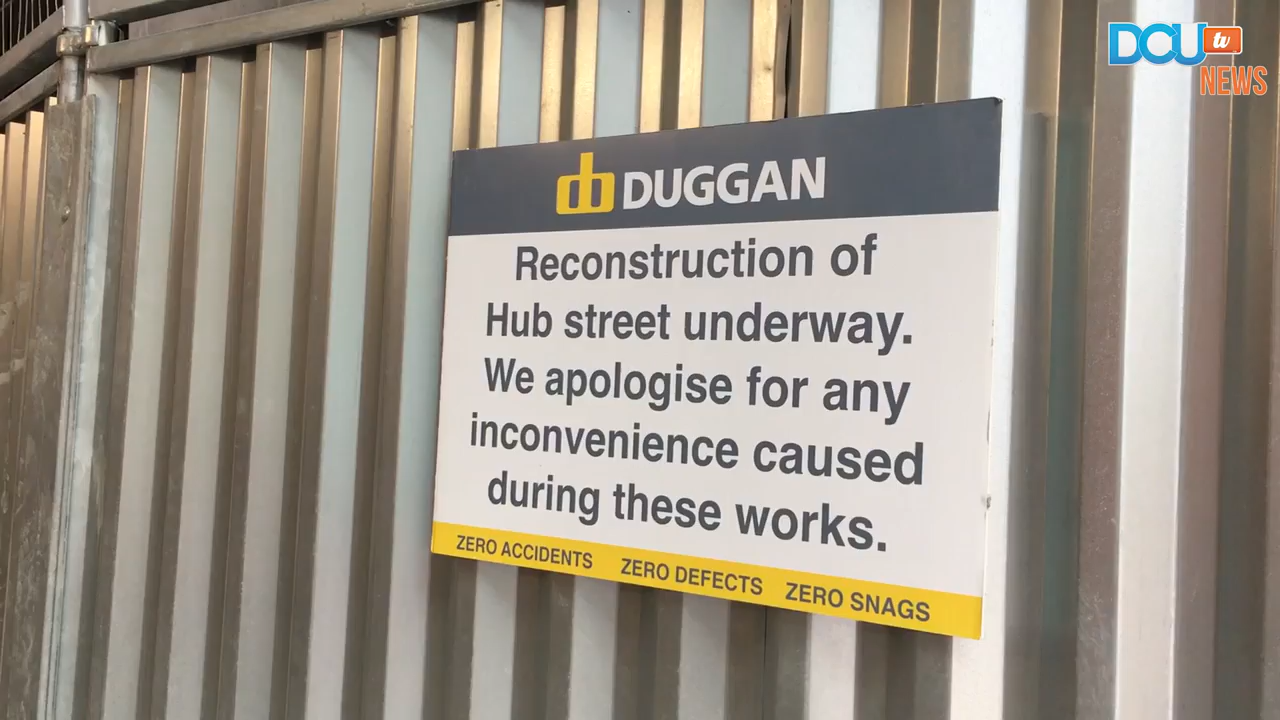 DCU tv
NEWS
db DUGGAN
Reconstruction of
Hub street underway.
We apologise for any
inconvenience caused
during these works.
ZERO ACCIDENTS ZERO DEFECTS ZERO SNAGS